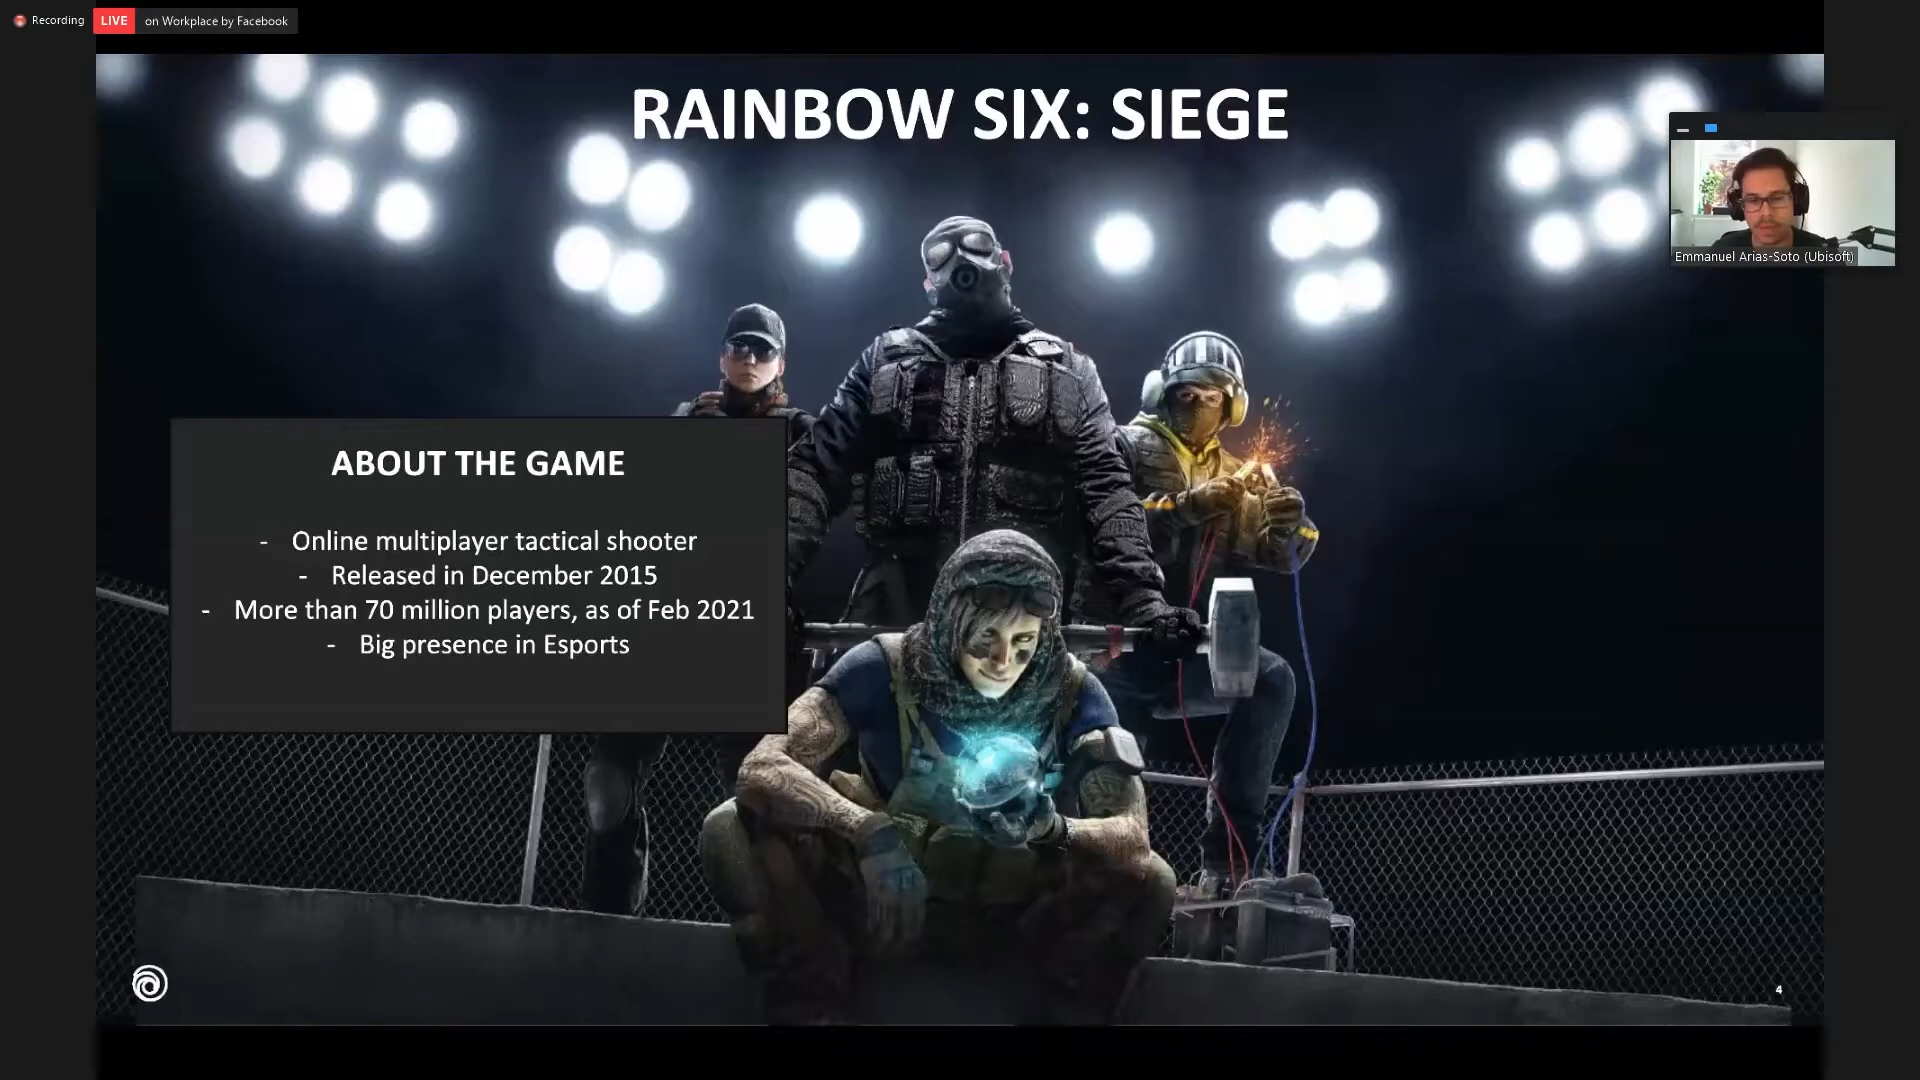 Recording
LIVE
on Workplace by Facebook
RAINBOW SIX: SIEGE
Emmanuel Arias-Soto (Ubisoft)
ABOUT THE GAME
- Online multiplayer tactical shooter
- Released in December 2015
- More than 70 million players, as of Feb 2021
- Big presence in Esports
4